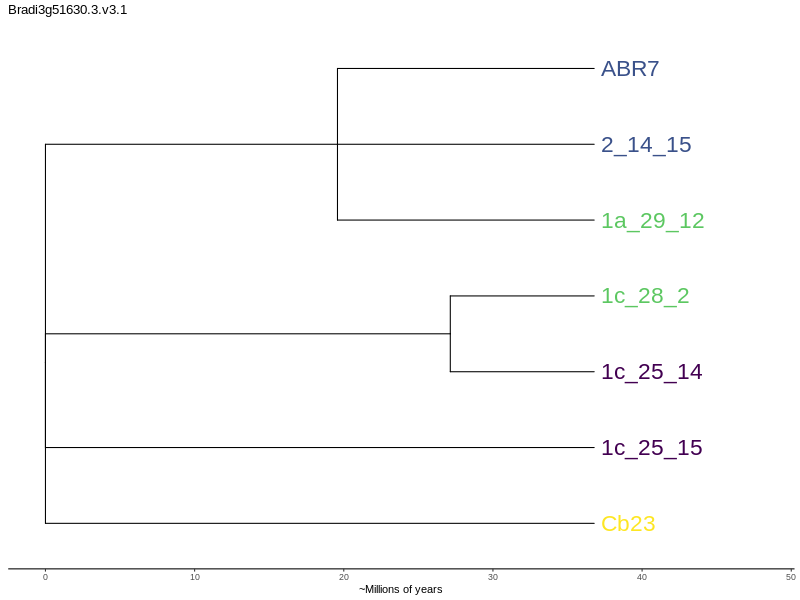 Bradi3g51630.3.v3.1
ABR7
2_14_15
1a_29_12
1c_28_2
1c_25_14
1c_25_15
Cb23
0 10 20 30 40 50
~Millions of years